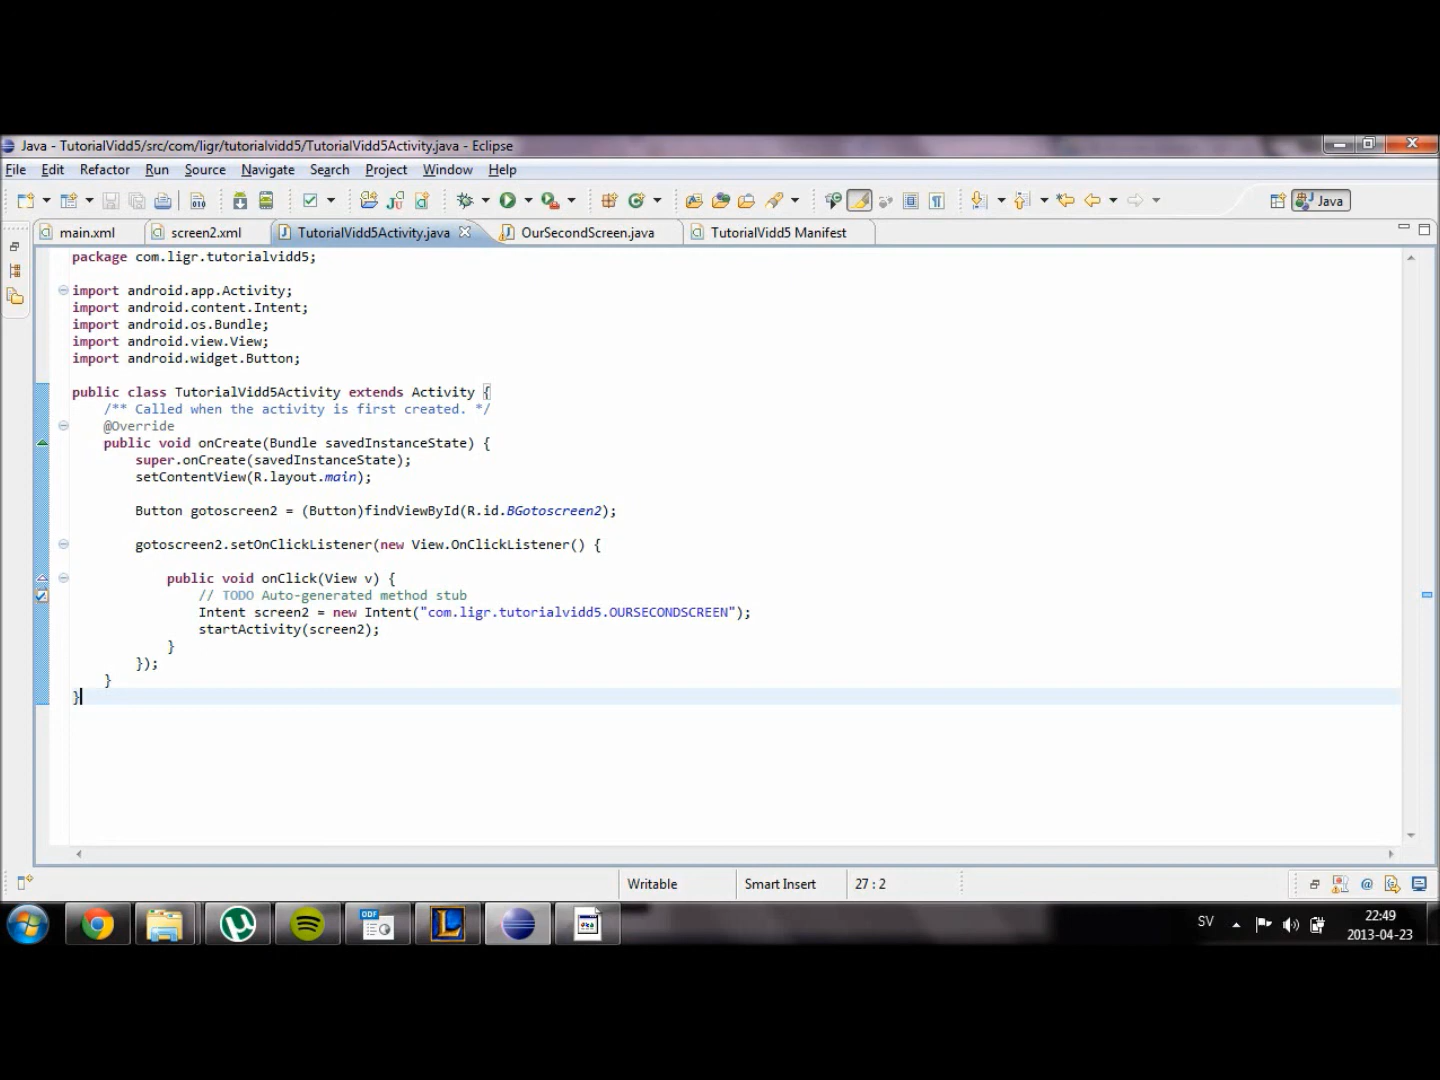 Java - TutorialVidd5/src/com/ligr/tutorialvidd5/TutorialVidd5Activity.java - Eclipse
File Edit Refactor Run Source Navigate Search Project Window Help
Java
main.xml screen2.xml TutorialVidd5Activity.java OurSecondScreen.java TutorialVidd5 Manifest
package com.ligr.tutorialvidd5;
import android.app.Activity;
import android.content.Intent;
import android.os.Bundle;
import android.view.View;
import android.widget.Button;
public class TutorialVidd5Activity extends Activity {
/** Called when the activity is first created. */
@Override
public void onCreate(Bundle savedInstanceState) {
super.onCreate(savedInstanceState);
setContentView(R.layout.main);
Button gotoscreen2 = (Button)findViewById(R.id.BGotoscreen2);
gotoscreen2.setOnClickListener(new View.OnClickListener() {
public void onClick(View v) {
// TODO Auto-generated method stub
Intent screen2 = new Intent("com.ligr.tutorialvidd5.OURSECONDSCREEN");
startActivity(screen2);
}
});
}
}
Writable Smart Insert 27 : 2
SV 22:49
2013-04-23